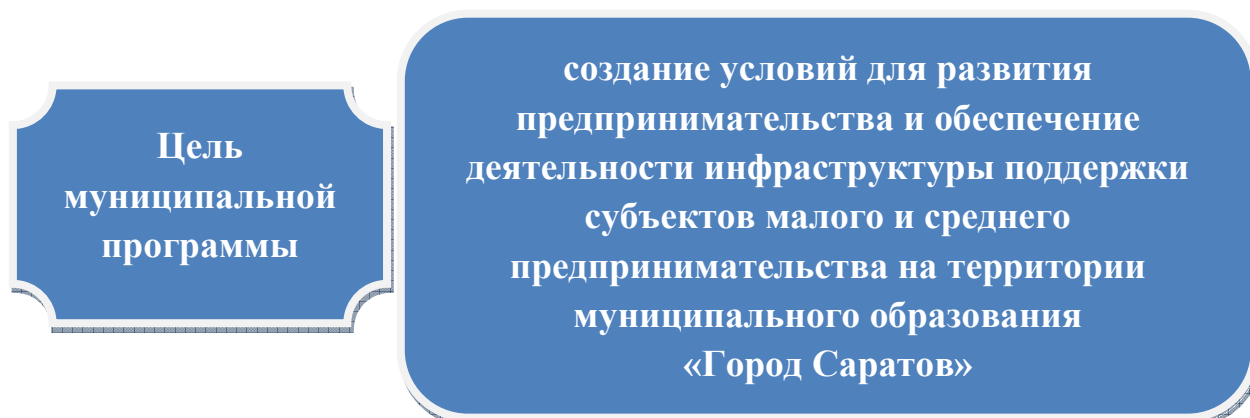 Цель
муниципальной
программы
создание условий для развития
предпринимательства и обеспечение
деятельности инфраструктуры поддержки
субъектов малого и среднего
предпринимательства на территории
муниципального образования
«Город Саратов»